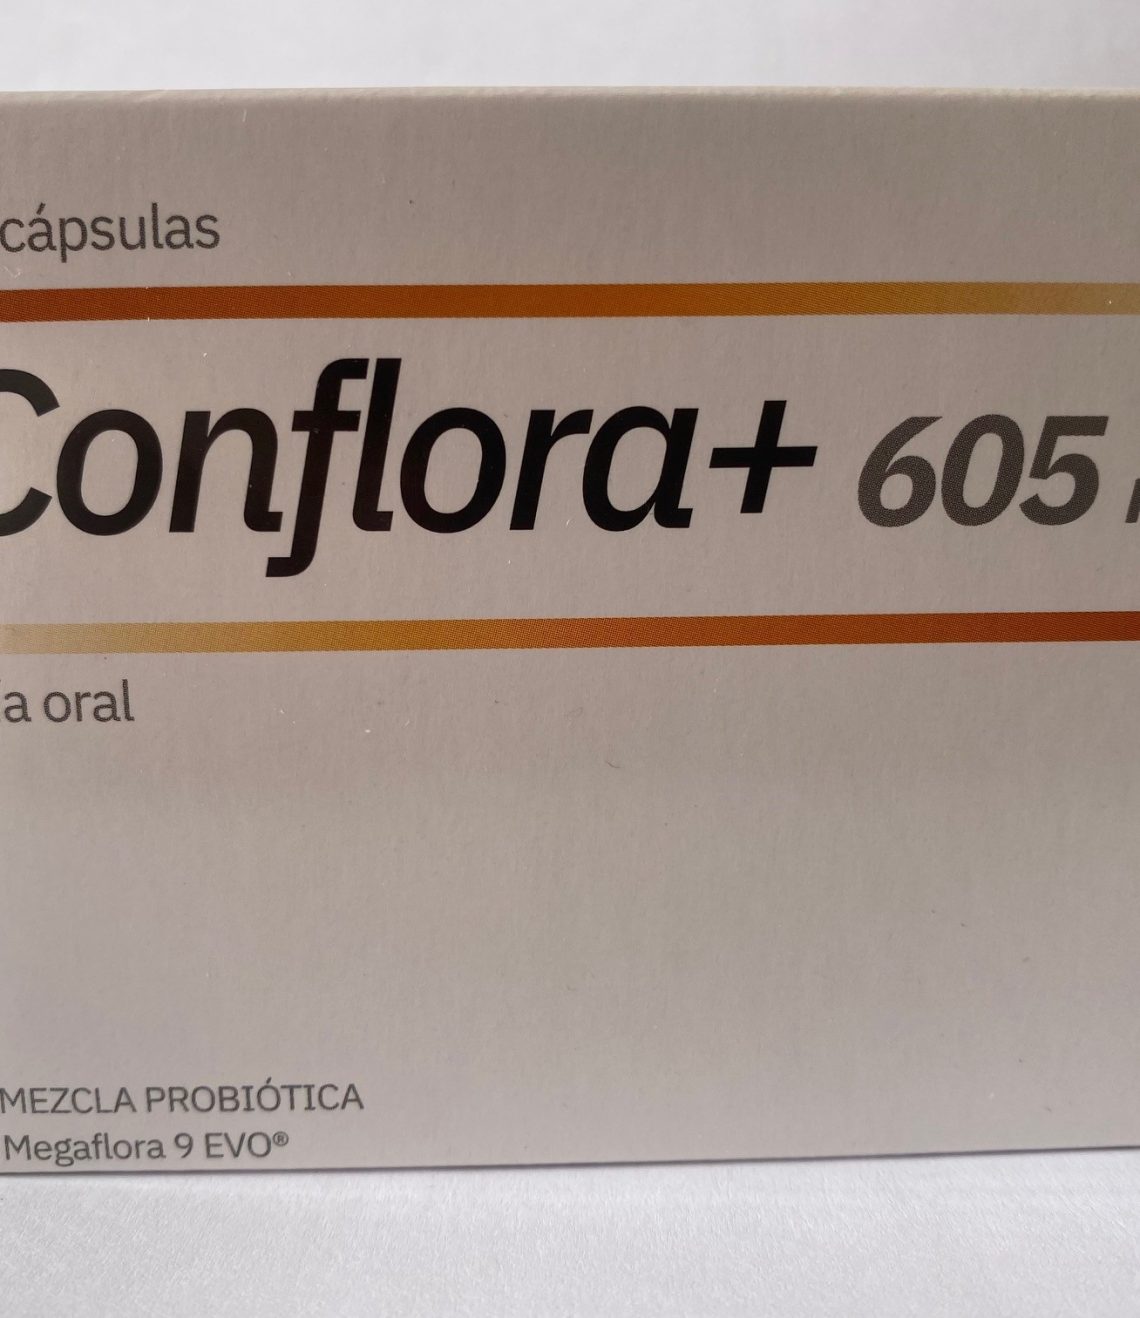 cápsulas
Conflora+ 605
oral
MEZCLA PROBIÓTICA
Megaflora 9 EVO®